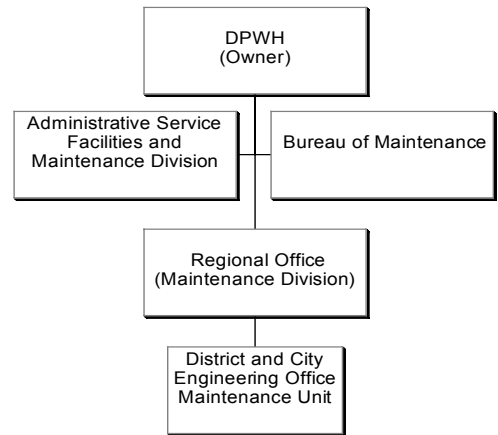 DPWH
(Owner)
Administrative Service
Facilities and
Maintenance Division
Bureau of Maintenance
Regional Office
(Maintenance Division)
District and City
Engineering Office
Maintenance Unit